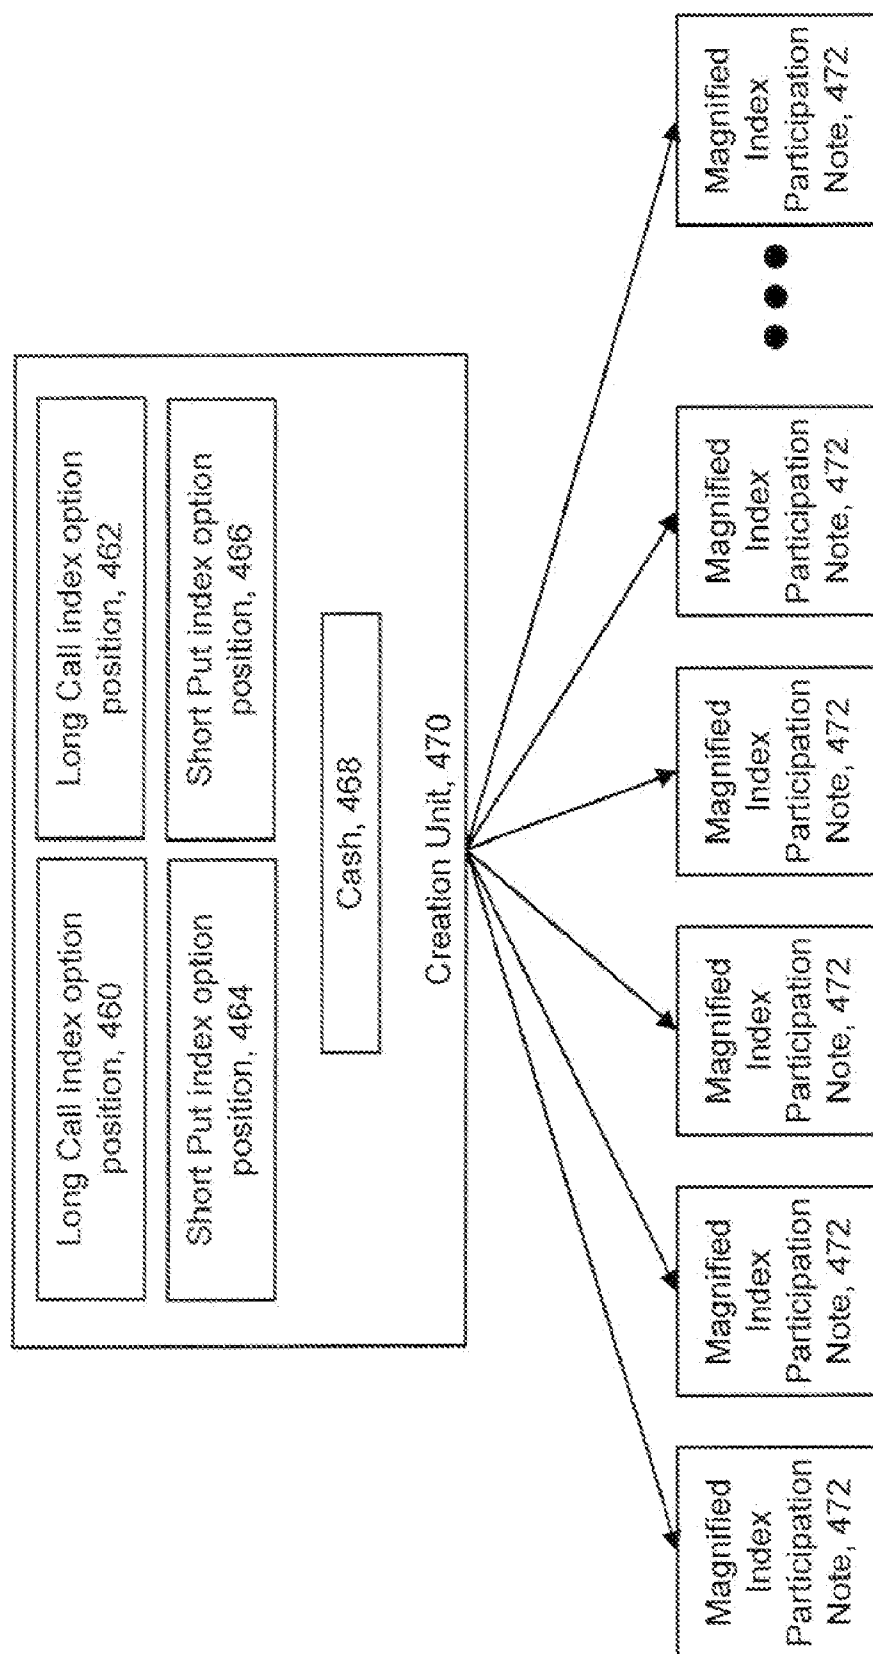 Long Call index option
position, 460
Long Call index option
position, 462
Short Put index option
position, 464
Short Put index option
position, 466
Cash, 468
Creation Unit, 470
Magnified
Index
Participation
Note, 472
Magnified
Index
Participation
Note, 472
Magnified
Index
Participation
Note, 472
Magnified
Index
Participation
Note, 472
Magnified
Index
Participation
Note, 472
Magnified
Index
Participation
Note, 472